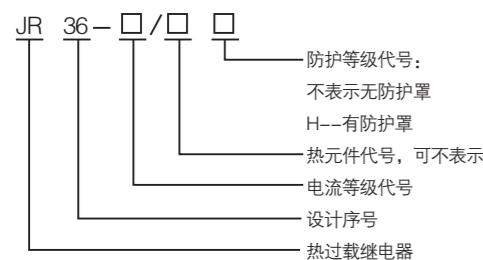 JR 36-□/□ □
防护等级代号:
不表示无防护罩
H--有防护罩
热元件代号,可不表示
电流等级代号
设计序号
热过载继电器